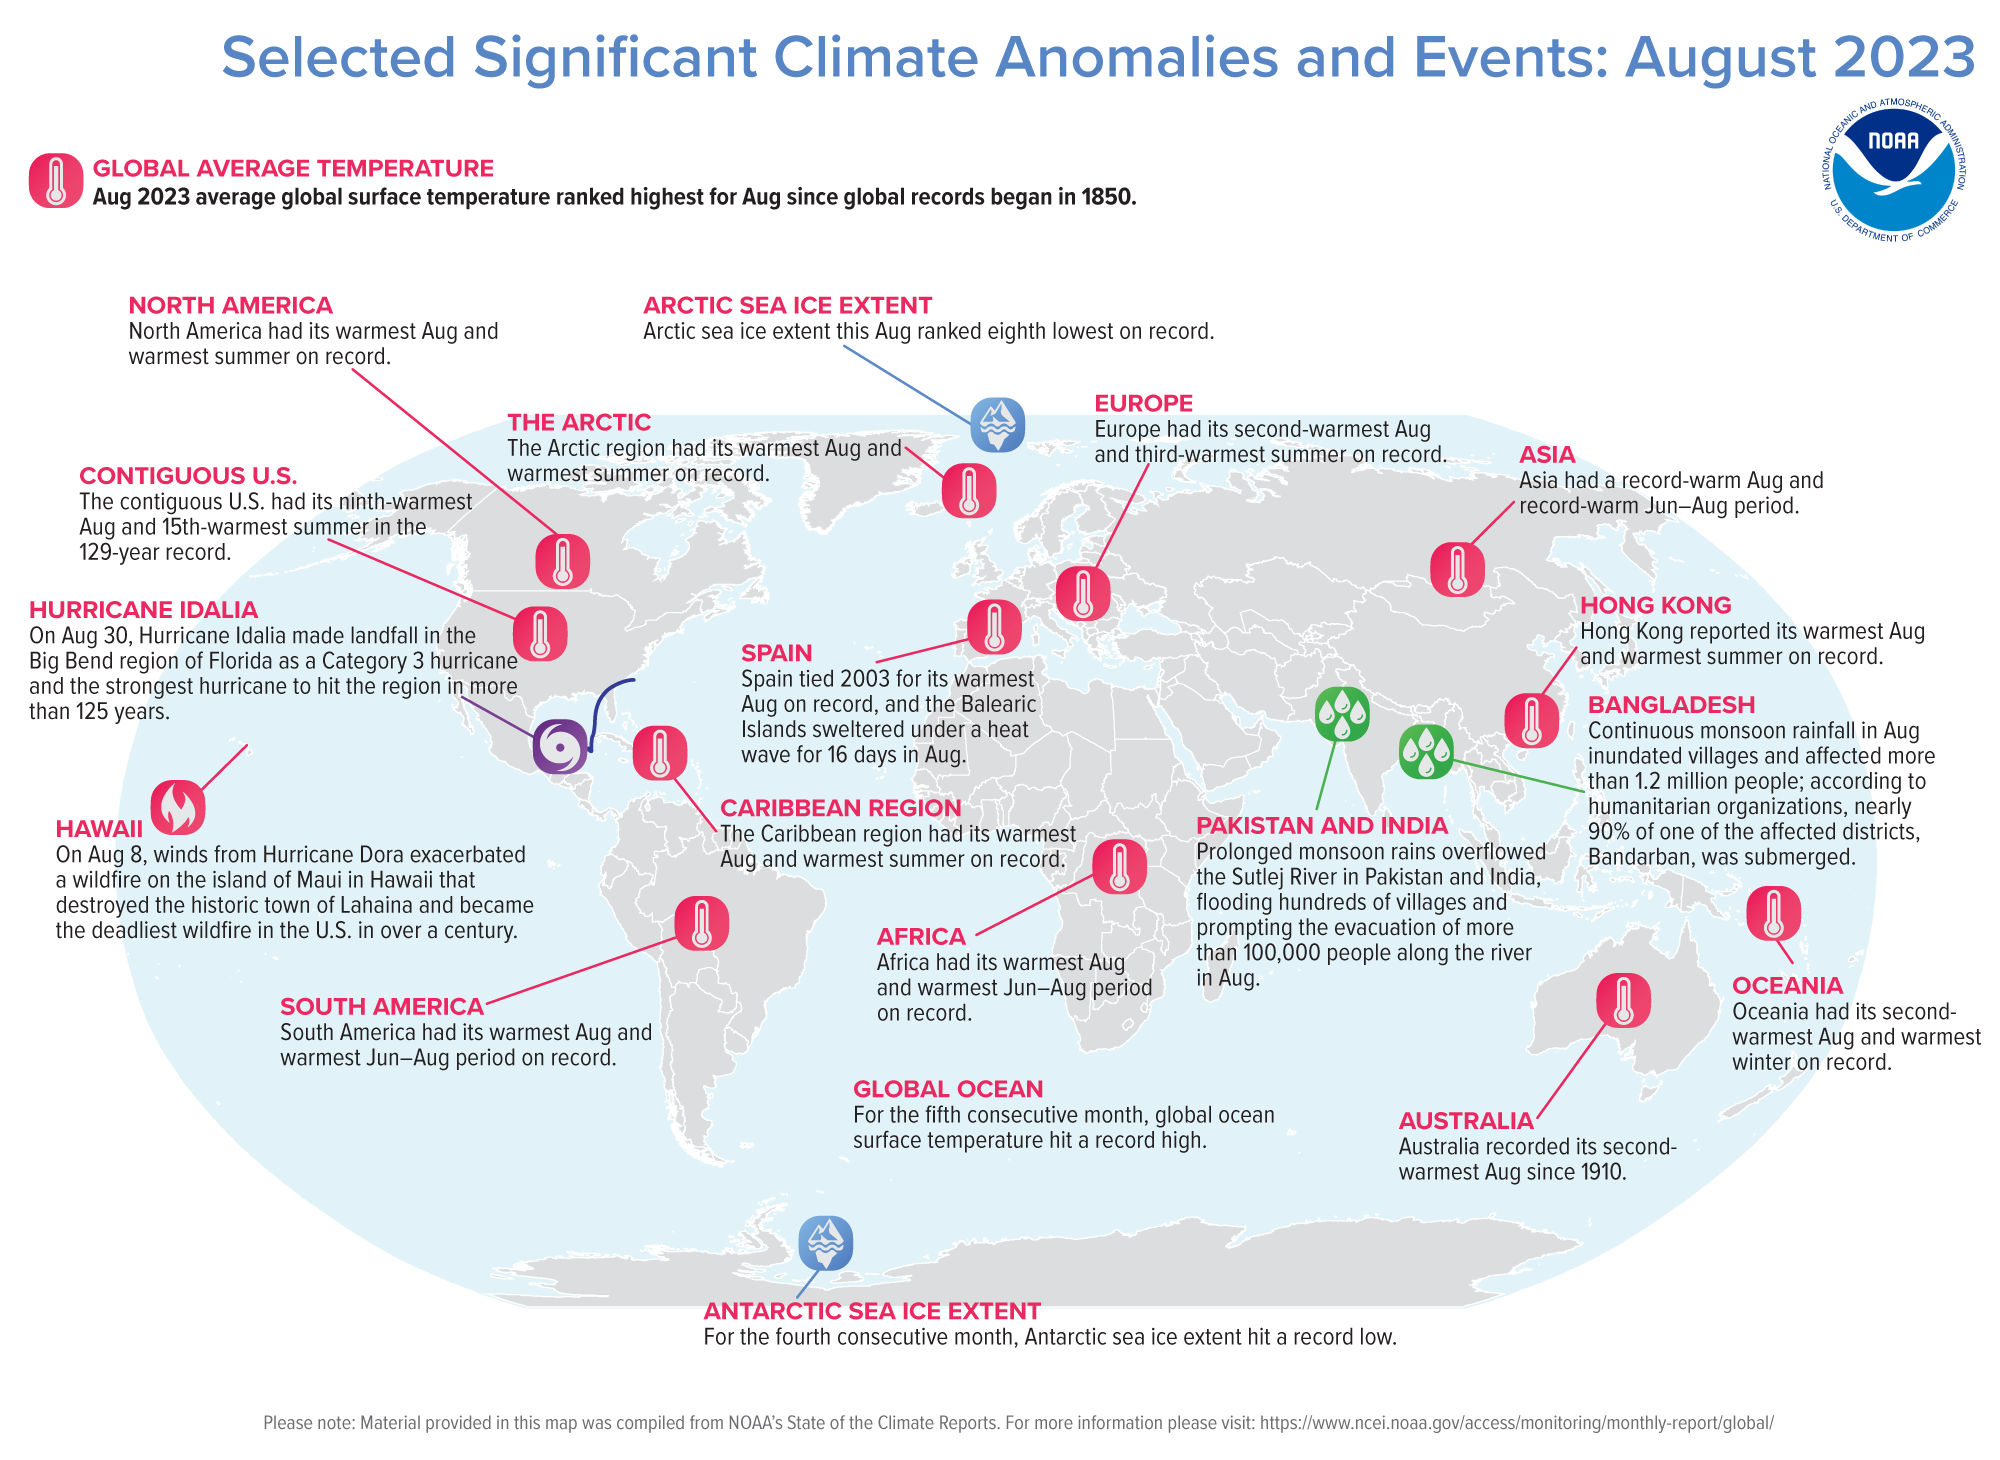 Selected Significant Climate Anomalies and Events: August 2023
NATIONAL OCEANIC AND ATMOSPHERIC ADMINISTRATION
NOAA
U.S. DEPARTMENT OF COMMERCE
GLOBAL AVERAGE TEMPERATURE
Aug 2023 average global surface temperature ranked highest for Aug since global records began in 1850.
NORTH AMERICA
North America had its warmest Aug and
warmest summer on record.
ARCTIC SEA ICE EXTENT
Arctic sea ice extent this Aug ranked eighth lowest on record.
THE ARCTIC
The Arctic region had its warmest Aug and
warmest summer on record.
EUROPE
Europe had its second-warmest Aug
and third-warmest summer on record.
ASIA
Asia had a record-warm Aug and
record-warm Jun–Aug period.
CONTIGUOUS U.S.
The contiguous U.S. had its ninth-warmest
Aug and 15th-warmest summer in the
129-year record.
HURRICANE IDALIA
On Aug 30, Hurricane Idalia made landfall in the
Big Bend region of Florida as a Category 3 hurricane
and the strongest hurricane to hit the region in more
than 125 years.
SPAIN
Spain tied 2003 for its warmest
Aug on record, and the Balearic
Islands sweltered under a heat
wave for 16 days in Aug.
HONG KONG
Hong Kong reported its warmest Aug
and warmest summer on record.
BANGLADESH
Continuous monsoon rainfall in Aug
inundated villages and affected more
than 1.2 million people; according to
humanitarian organizations, nearly
90% of one of the affected districts,
Bandarban, was submerged.
HAWAII
On Aug 8, winds from Hurricane Dora exacerbated
a wildfire on the island of Maui in Hawaii that
destroyed the historic town of Lahaina and became
the deadliest wildfire in the U.S. in over a century.
CARIBBEAN REGION
The Caribbean region had its warmest
Aug and warmest summer on record.
PAKISTAN AND INDIA
Prolonged monsoon rains overflowed
the Sutlej River in Pakistan and India,
flooding hundreds of villages and
prompting the evacuation of more
than 100,000 people along the river
in Aug.
AFRICA
Africa had its warmest Aug
and warmest Jun–Aug period
on record.
SOUTH AMERICA
South America had its warmest Aug and
warmest Jun–Aug period on record.
OCEANIA
Oceania had its second-
warmest Aug and warmest
winter on record.
GLOBAL OCEAN
For the fifth consecutive month, global ocean
surface temperature hit a record high.
AUSTRALIA
Australia recorded its second-
warmest Aug since 1910.
ANTARCTIC SEA ICE EXTENT
For the fourth consecutive month, Antarctic sea ice extent hit a record low.
Please note: Material provided in this map was compiled from NOAA's State of the Climate Reports. For more information please visit: https://www.ncei.noaa.gov/access/monitoring/monthly-report/global/